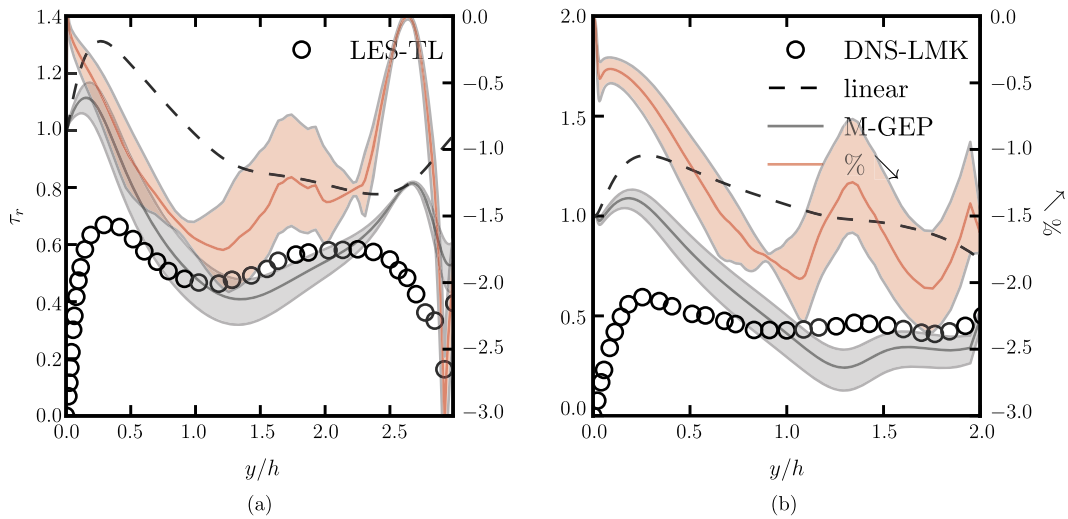 1.4
1.2
1.0
0.8
0.6
0.4
0.2
0.0
τr
0.0
−0.5
−1.0
−1.5
−2.0
−2.5
−3.0
LES-TL
0.0 0.5 1.0 1.5 2.0 2.5
y/h
(a)
2.0
1.5
1.0
0.5
0.0
0.0
−0.5
−1.0
−1.5
−2.0
−2.5
−3.0
% ↗
DNS-LMK
linear
M-GEP
% ↘
0.0 0.5 1.0 1.5 2.0
y/h
(b)